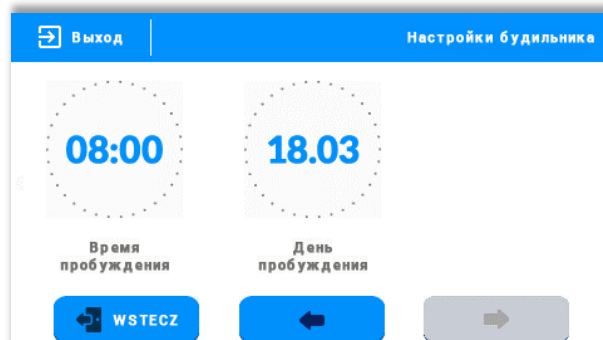 Выход
Настройки будильника
08:00
18.03
Время
пробуждения
День
пробуждения
WSTECZ